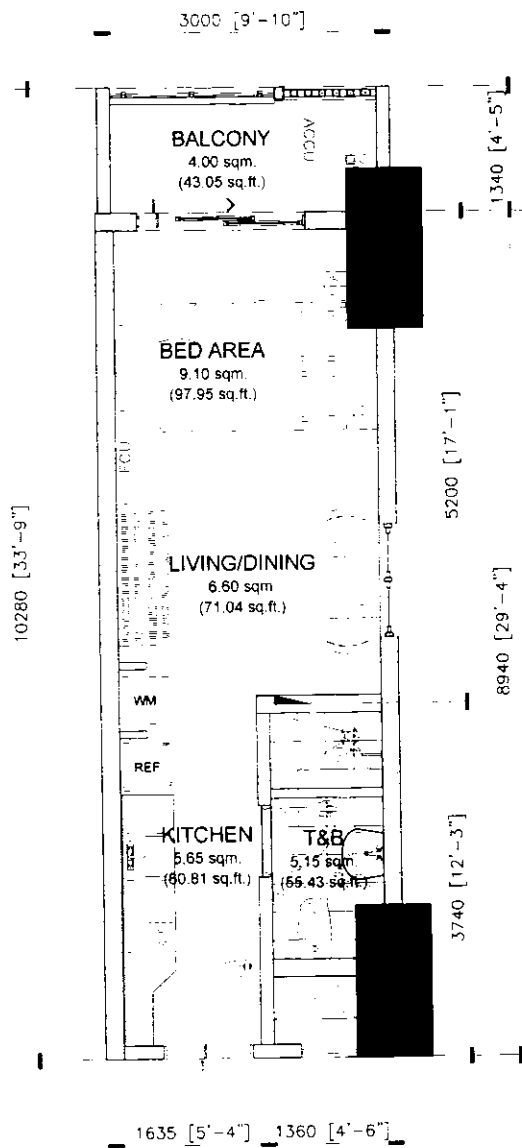 3000 [9'-10"]
BALCONY
4.00 sqm.
(43.05 sq.ft.)
ACCU
1340 [4'-5"]
BED AREA
9.10 sqm.
(97.95 sq.ft.)
FCU
5200 [17'-1"]
10280 [33'-9"]
LIVING/DINING
6.60 sqm
(71.04 sq.ft.)
8940 [29'-4"]
WM
REF
KITCHEN
5.65 sqm.
(60.81 sq.ft.)
T&B
5.15 sqm.
(55.43 sq.ft.)
3740 [12'-3"]
1635 [5'-4"]
1360 [4'-6"]